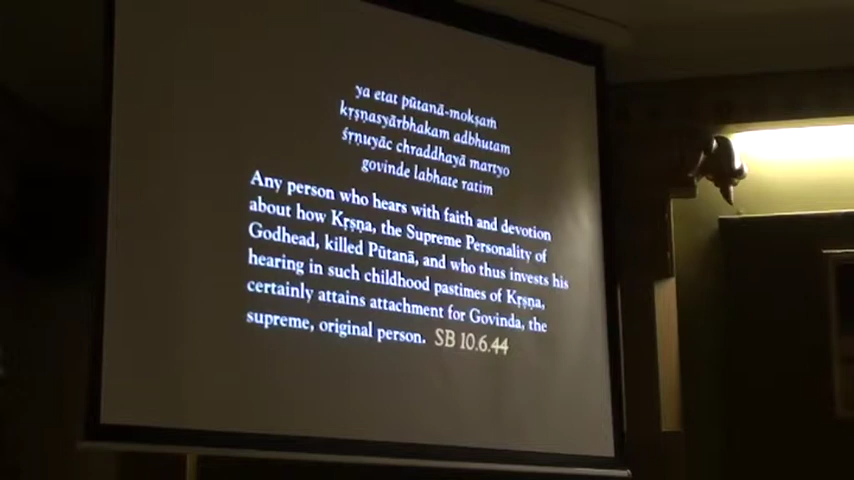 ya etat pūtanā-mokṣaṁ
kṛṣṇasyārbhakam adbhutam
śṛṇuyāc chraddhayā martyo
govinde labhate ratim
Any person who hears with faith and devotion
about how Kṛṣṇa, the Supreme Personality of
Godhead, killed Pūtanā, and who thus invests his
hearing in such childhood pastimes of Kṛṣṇa,
certainly attains attachment for Govinda, the
supreme, original person. SB 10.6.44